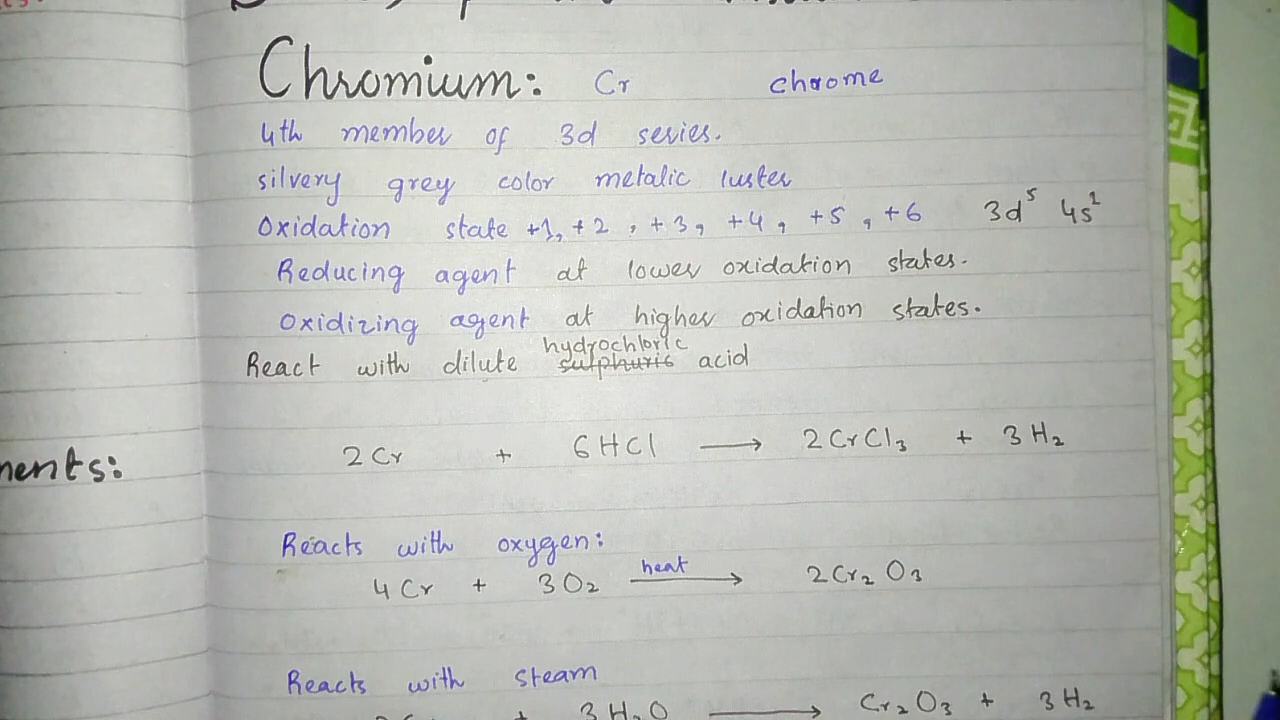 Chromium: Cr chrome
4th member of 3d series.
silvery grey color metalic luster
Oxidation state +1, +2, +3, +4, +5, +6 3d⁵ 4s¹
Reducing agent at lower oxidation states.
Oxidizing agent at higher oxidation states.
hydrochloric
React with dilute sulphuric acid
2Cr + 6HCl ⟶ 2CrCl₃ + 3H₂
ments:
Reacts with oxygen:
heat
4Cr + 3O₂ ⟶ 2Cr₂O₃
Reacts with steam
+ 3H₂O ⟶ Cr₂O₃ + 3H₂